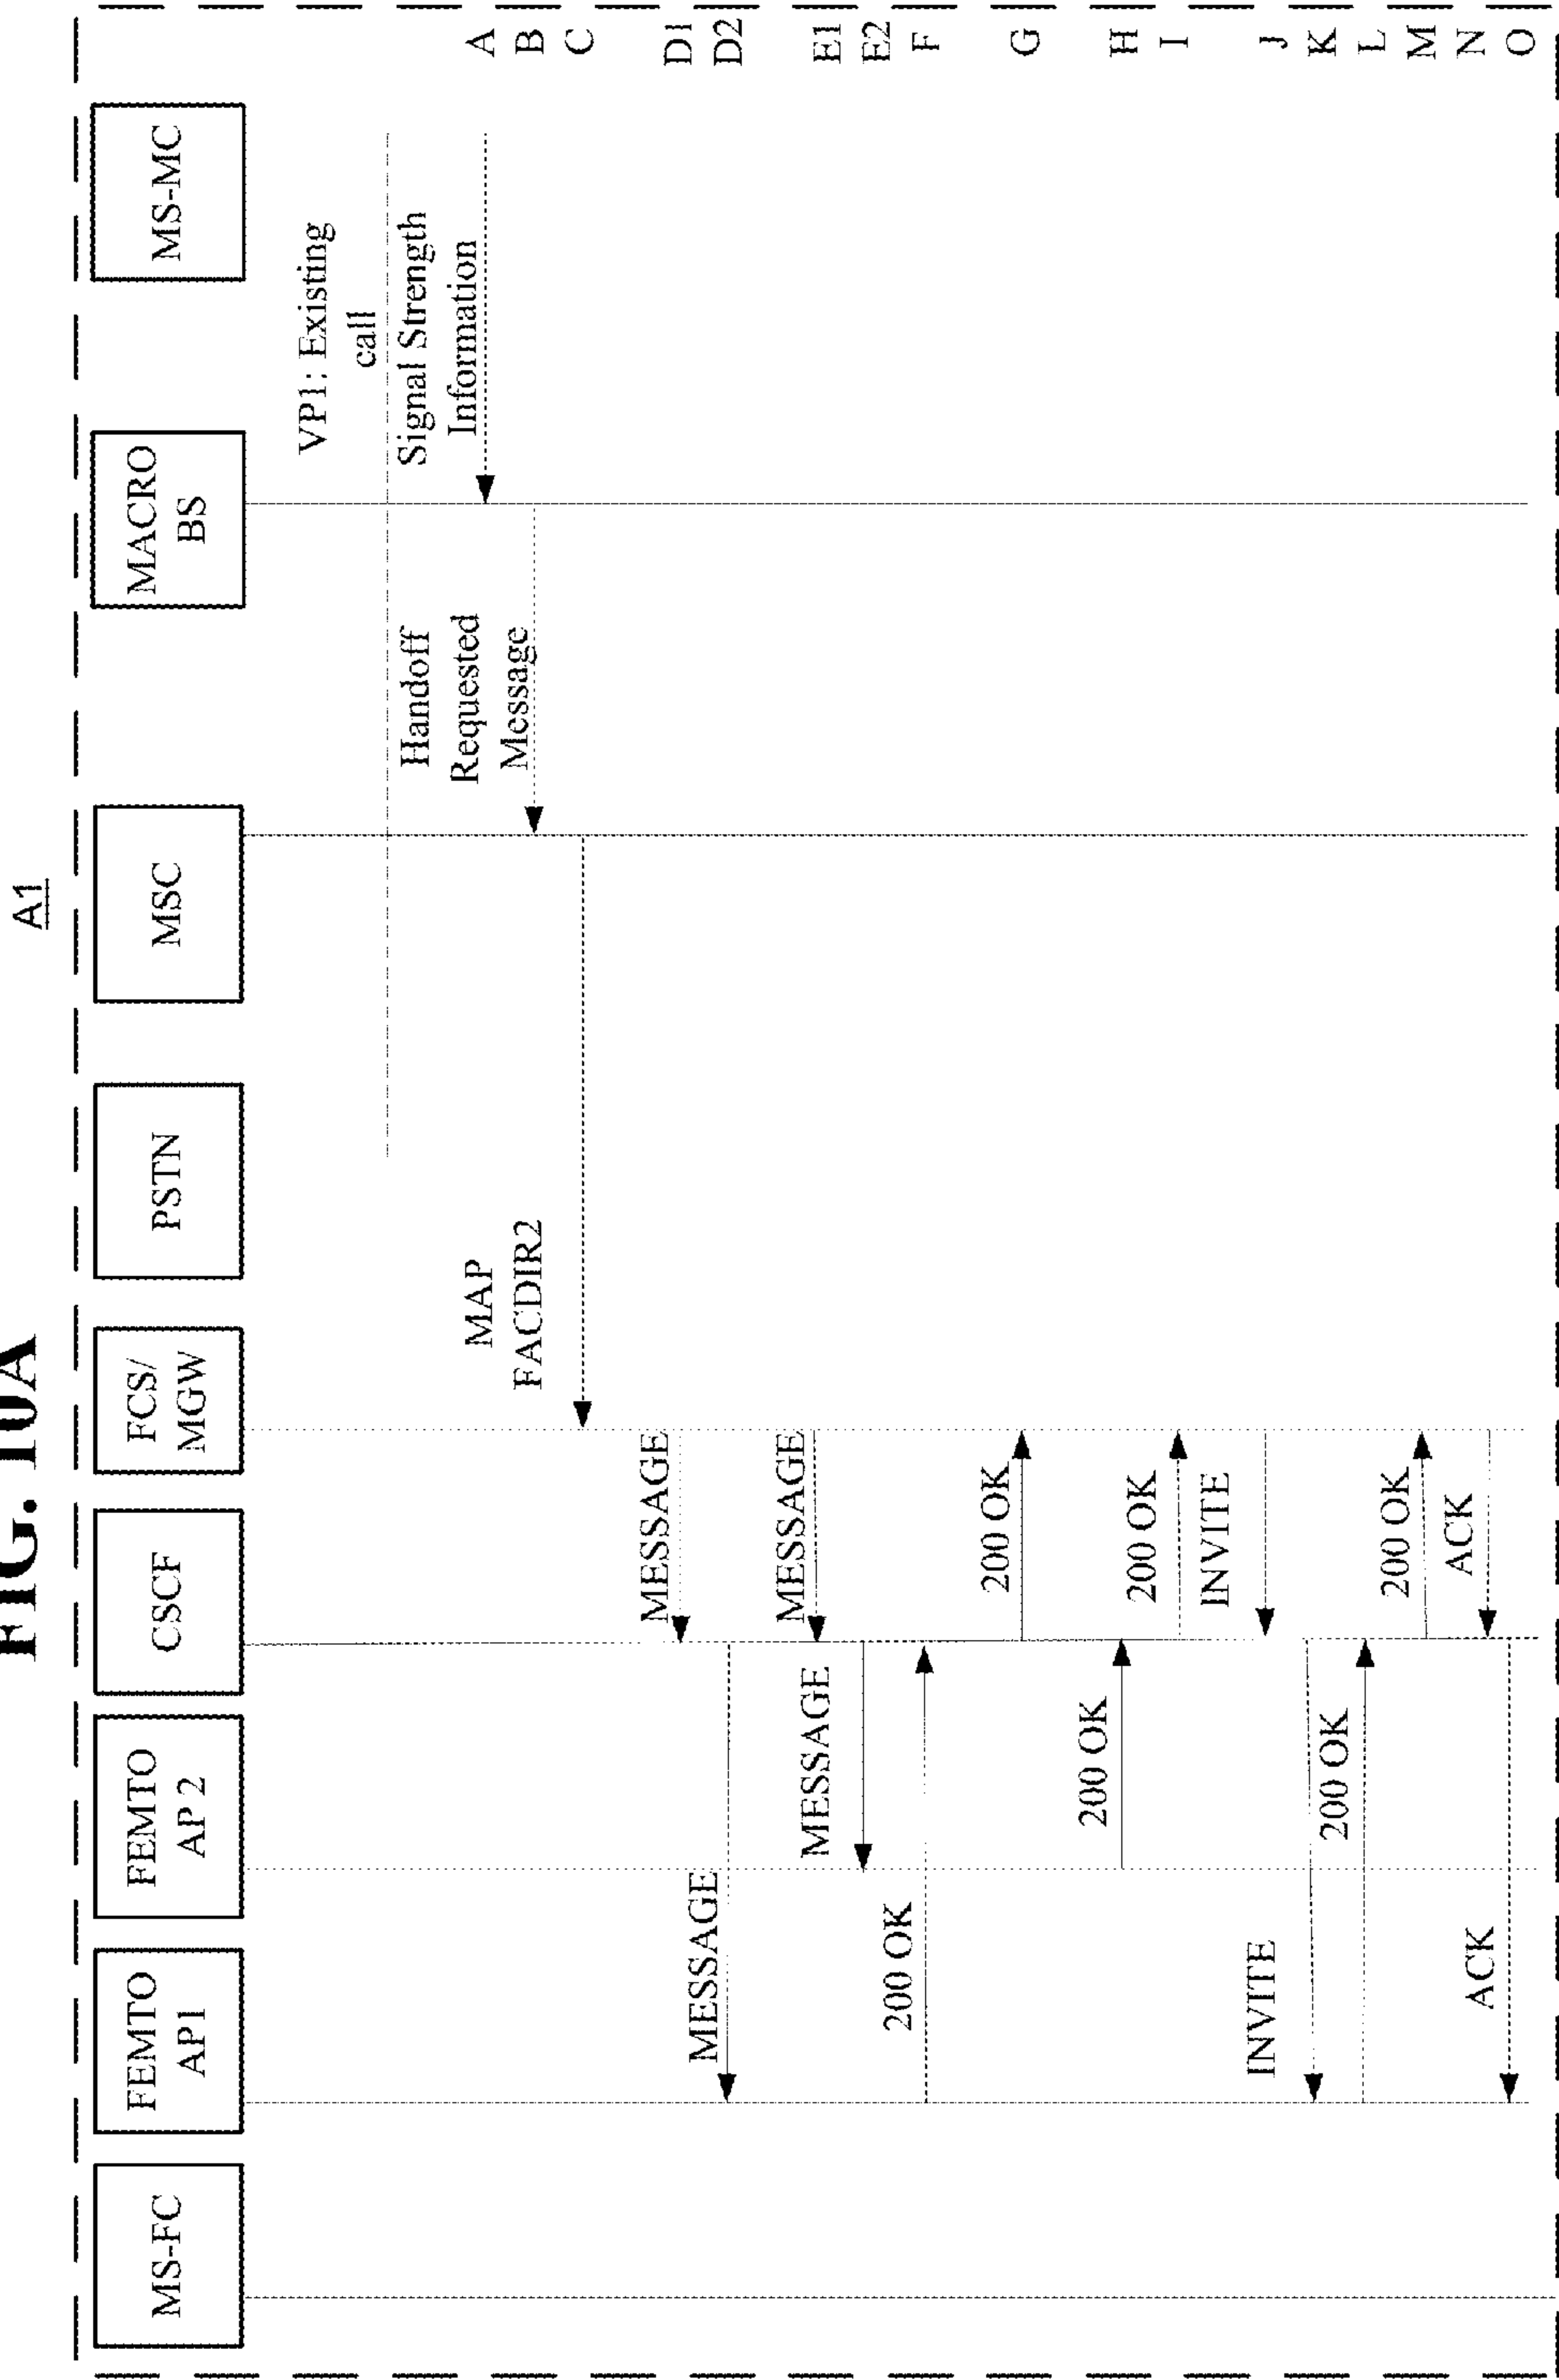 FIG. 10A
A1
MS-FC
FEMTO
AP1
FEMTO
AP 2
CSCF
FCS/
MGW
PSTN
MSC
MACRO
BS
MS-MC
VP1: Existing
call
Signal Strength
Information
A
Handoff
Requested
Message
B
MAP
FACDIR2
C
MESSAGE
D1
MESSAGE
D2
MESSAGE
E1
MESSAGE
E2
200 OK
F
200 OK
G
200 OK
H
200 OK
I
INVITE
J
INVITE
K
200 OK
L
200 OK
M
ACK
N
ACK
O